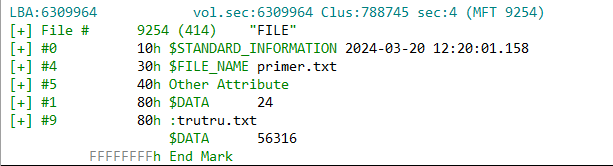 LBA:6309964 vol.sec:6309964 Clus:788745 sec:4 (MFT 9254)
[+] File # 9254 (414) "FILE"
[+] #0 10h $STANDARD_INFORMATION 2024-03-20 12:20:01.158
[+] #4 30h $FILE_NAME primer.txt
[+] #5 40h Other Attribute
[+] #1 80h $DATA 24
[+] #9 80h :trutru.txt
$DATA 56316
FFFFFFFFh End Mark